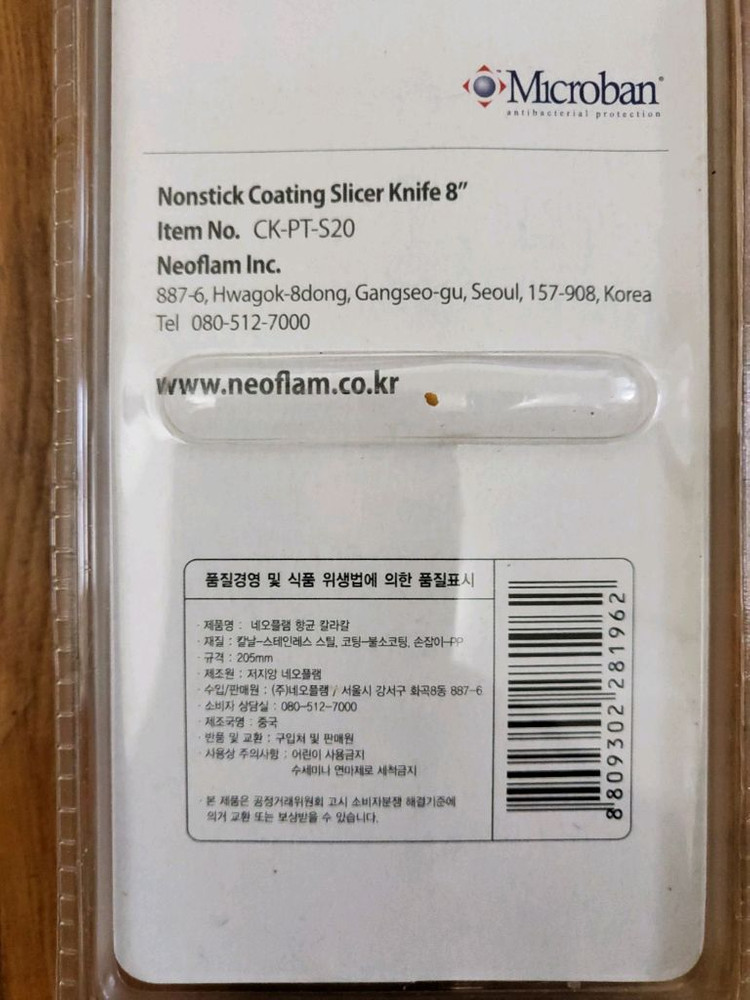 Microban®
antibacterial protection
Nonstick Coating Slicer Knife 8”
Item No. CK-PT-S20
Neoflam Inc.
887-6, Hwagok-8dong, Gangseo-gu, Seoul, 157-908, Korea
Tel 080-512-7000
www.neoflam.co.kr
품질경영 및 식품 위생법에 의한 품질표시
· 제품명 : 네오플램 항균 칼라칼
· 재질 : 칼날-스테인레스 스틸, 코팅-불소코팅, 손잡이-PP
· 규격 : 205mm
· 제조원 : 저지앙 네오플램
· 수입/판매원 : (주)네오플램 / 서울시 강서구 화곡8동 887-6
· 소비자 상담실 : 080-512-7000
· 제조국명 : 중국
· 반품 및 교환 : 구입처 및 판매원
· 사용상 주의사항 : 어린이 사용금지
수세미나 연마제로 세척금지
· 본 제품은 공정거래위원회 고시 소비자분쟁 해결기준에
의거 교환 또는 보상받을 수 있습니다.
8 809302 281962